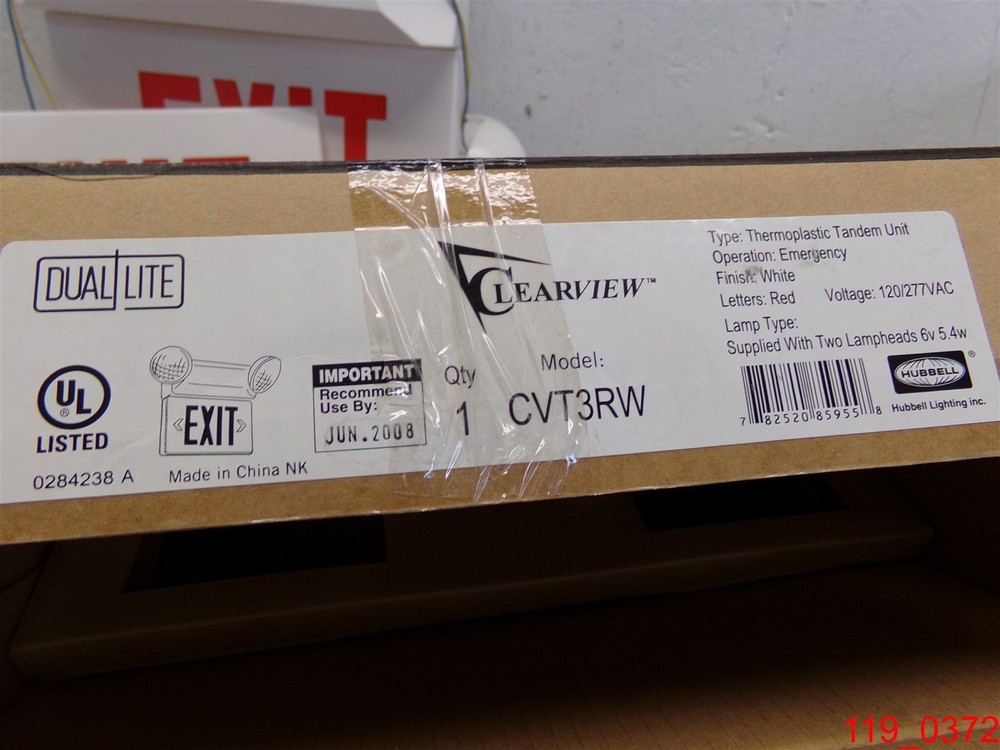 EXIT
DUAL LITE
CLEARVIEW™
Type: Thermoplastic Tandem Unit
Operation: Emergency
Finish: White
Letters: Red Voltage: 120/277VAC
Lamp Type:
Supplied With Two Lampheads 6v 5.4w
UL
®
LISTED
0284238 A
EXIT
Made in China NK
IMPORTANT
Recommend
Use By:
JUN.2008
Qty
1
Model:
CVT3RW
7 82520 85955 8
HUBBELL®
Hubbell Lighting inc.
119_0372